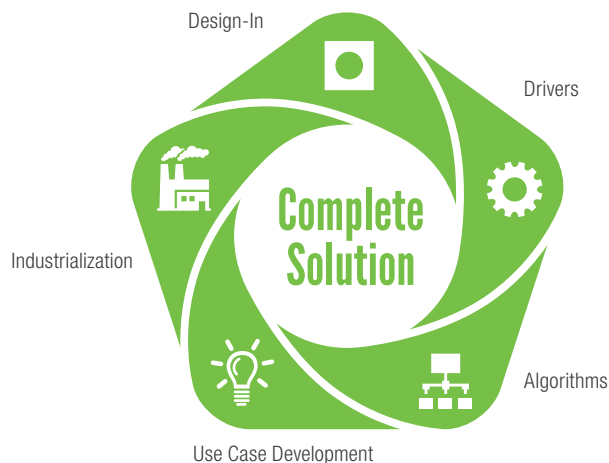 Design-In
Drivers
Complete
Solution
Industrialization
Algorithms
Use Case Development